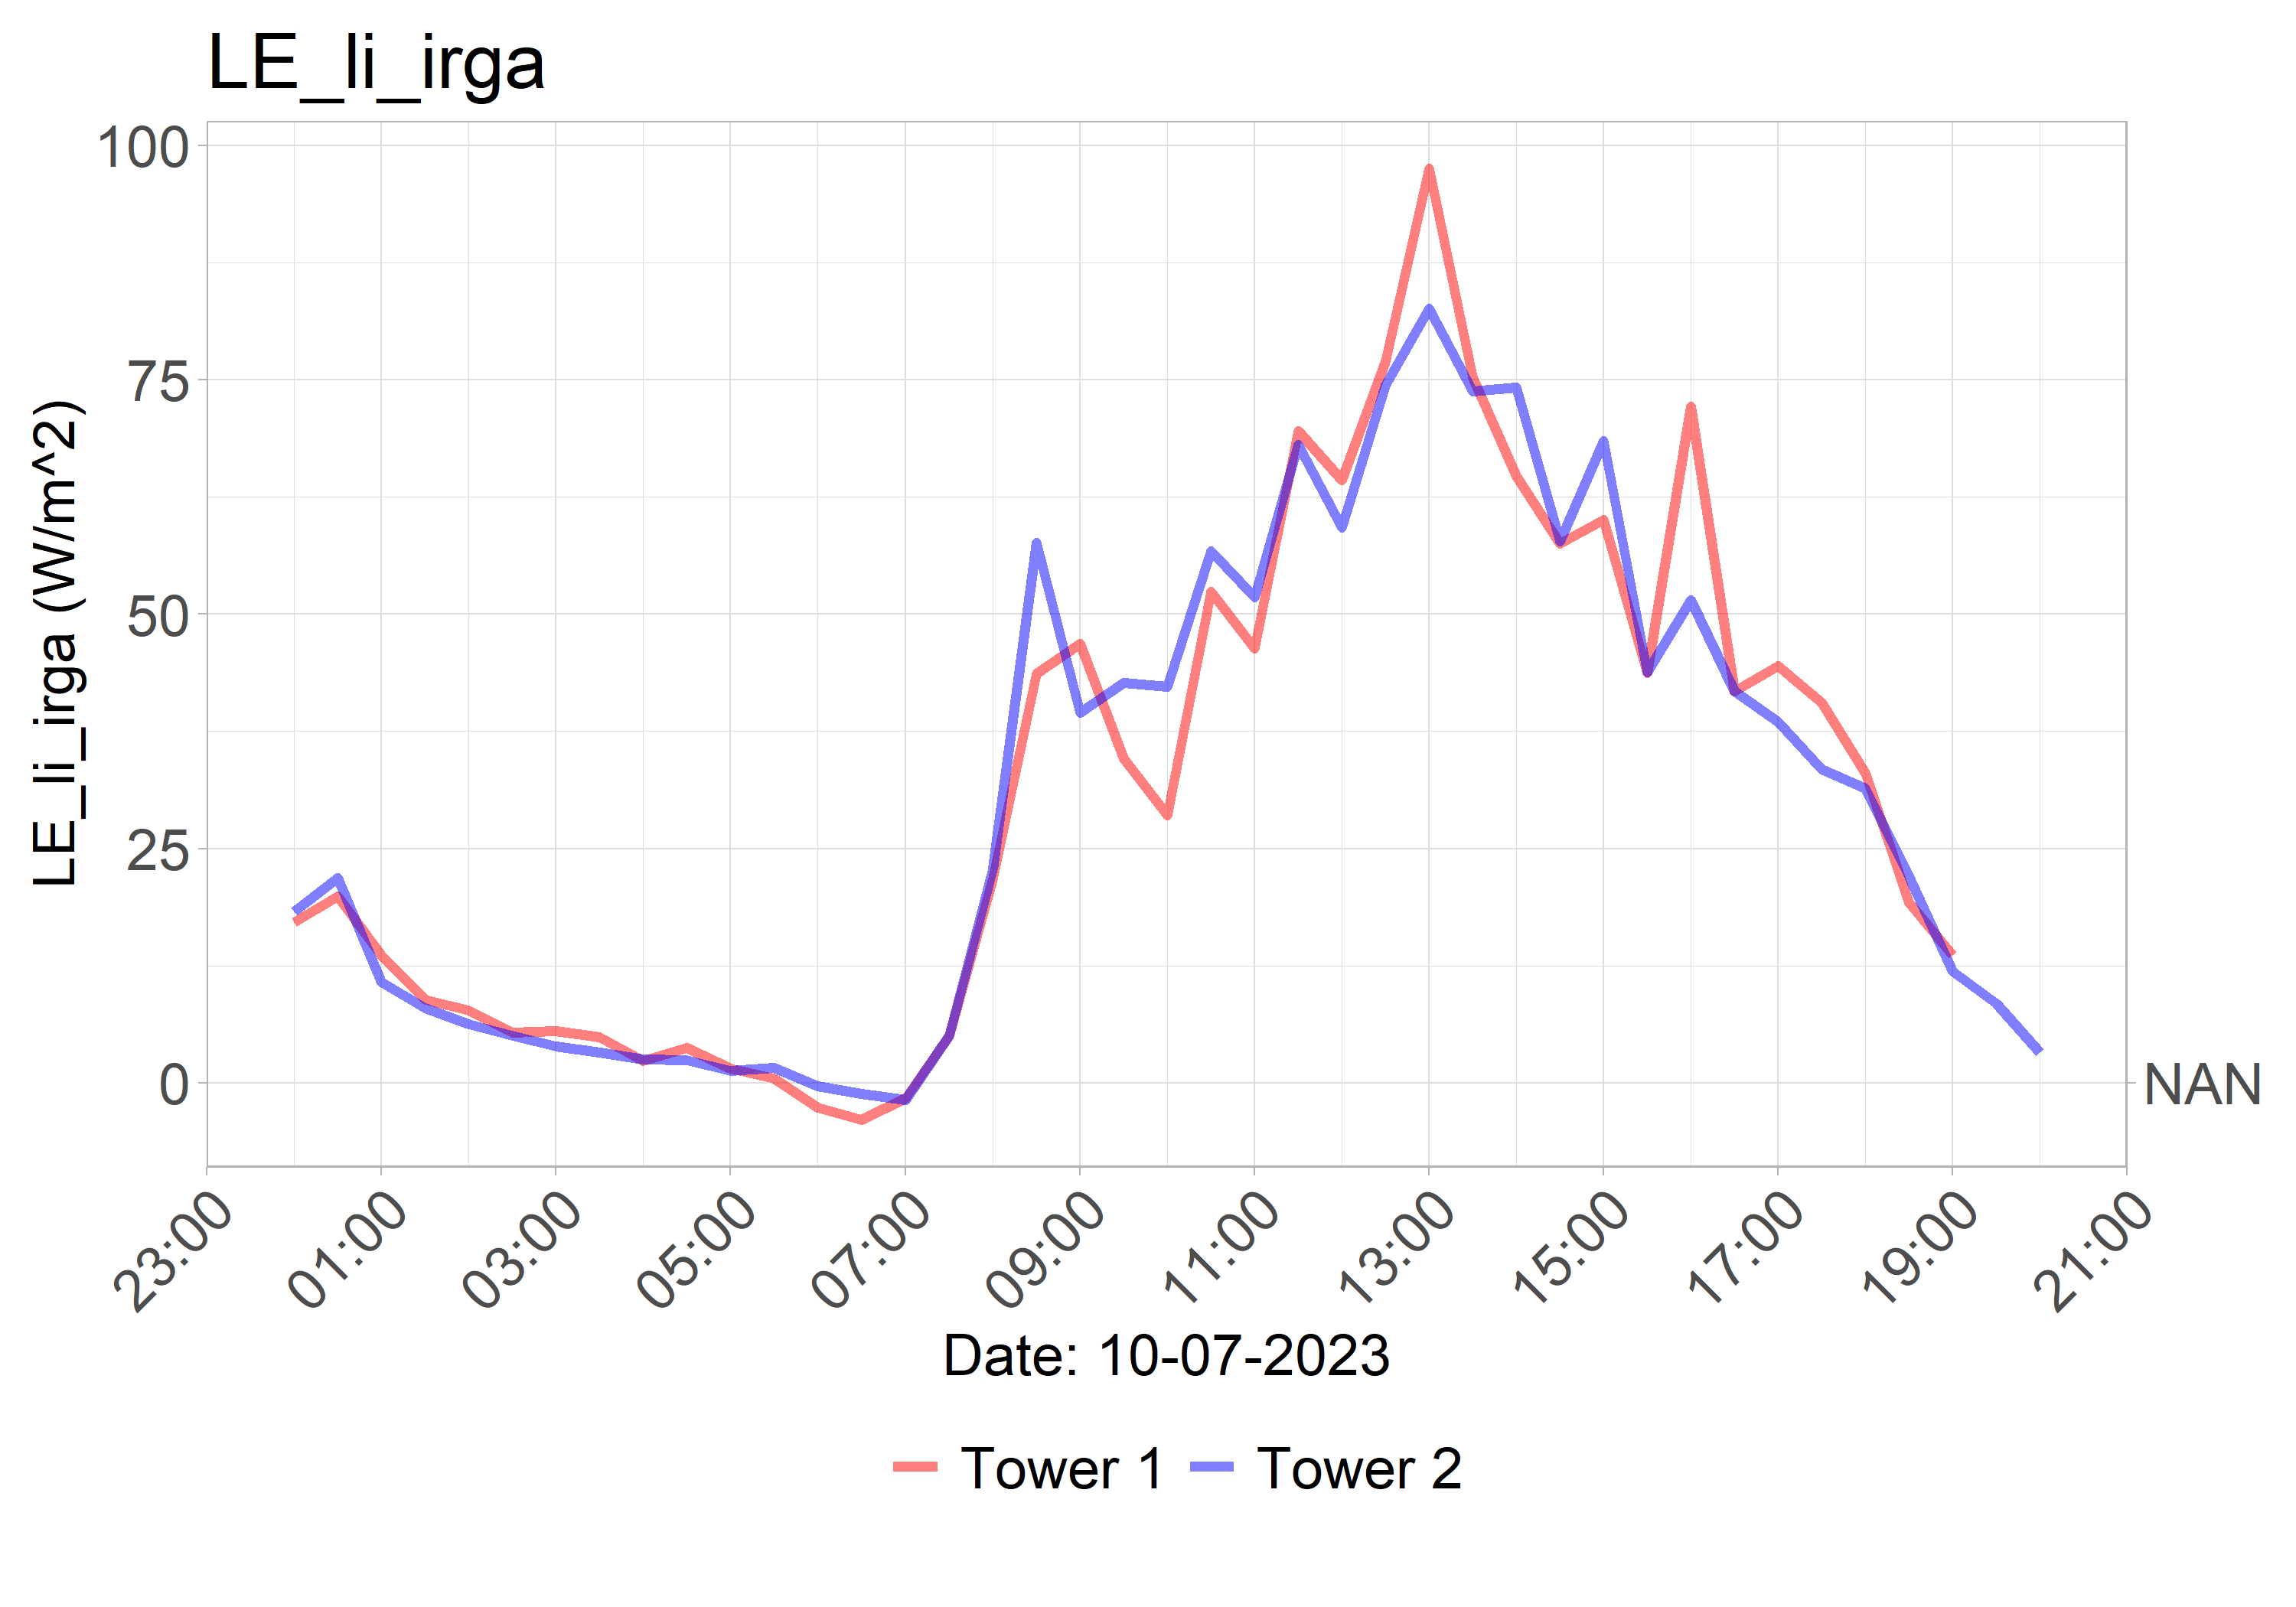 LE_li_irga
LE_li_irga (W/m^2)
100
75
50
25
0
NAN
23:00 01:00 03:00 05:00 07:00 09:00 11:00 13:00 15:00 17:00 19:00 21:00
Date: 10-07-2023
Tower 1 Tower 2